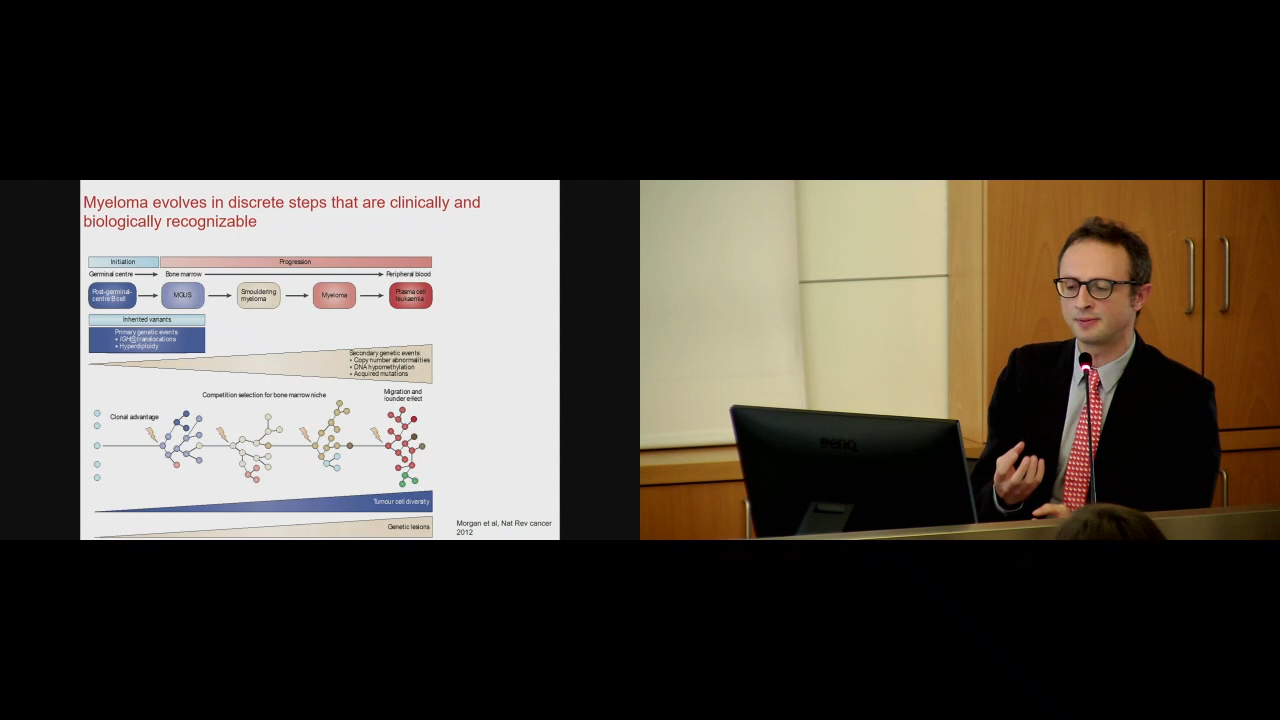 Myeloma evolves in discrete steps that are clinically and
biologically recognizable
Initiation
Progression
Germinal centre
Bone marrow
Peripheral blood
Post-germinal-
centre B cell
MGUS
Smouldering
myeloma
Myeloma
Plasma cell
leukaemia
Inherited variants
Primary genetic events:
• IGH@ translocations
• Hyperdiploidy
Secondary genetic events:
• Copy number abnormalities
• DNA hypomethylation
• Acquired mutations
Competition selection for bone marrow niche
Migration and
founder effect
Clonal advantage
Tumour cell diversity
Genetic lesions
Morgan et al, Nat Rev cancer
2012
BenQ